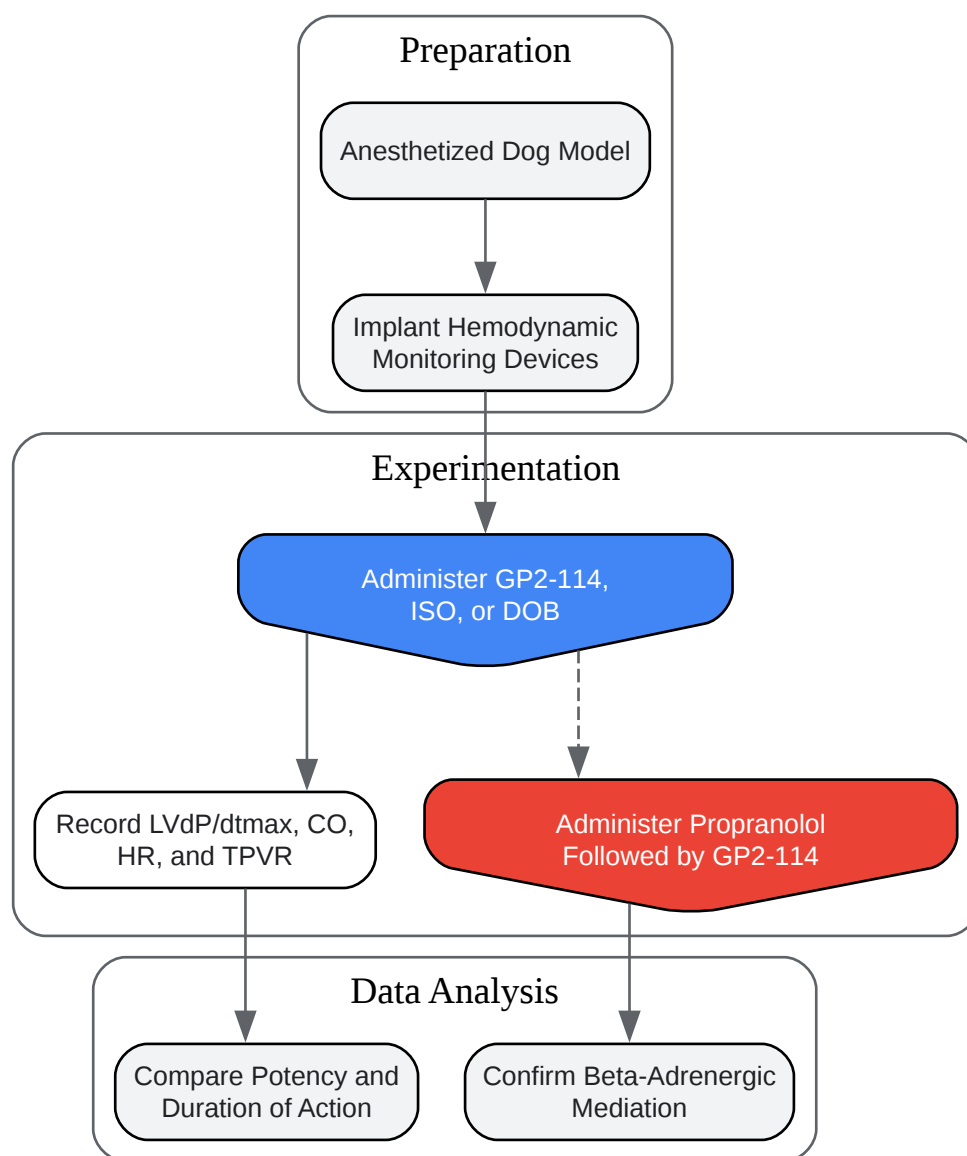 Preparation
Anesthetized Dog Model
Implant Hemodynamic
Monitoring Devices
Experimentation
Administer GP2-114,
ISO, or DOB
Record LVdP/dtmax, CO,
HR, and TPVR
Administer Propranolol
Followed by GP2-114
Data Analysis
Compare Potency and
Duration of Action
Confirm Beta-Adrenergic
Mediation